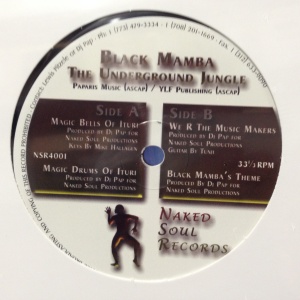 Black Mamba
The Underground Jungle
Paparis Music (ASCAP) / YLF Publishing (ASCAP)
Side A
Magic Bells Of Ituri
Produced by DJ Pap for
Naked Soul Productions
Keys By Mike Hallagen
NSR4001
Magic Drums Of Ituri
Produced By DJ Pap for
Naked Soul Productions
Side B
We R The Music Makers
Produced By DJ Pap for
Naked Soul Productions
Guitar By
33⅓ RPM
Black Mamba's Theme
Produced By DJ Pap for
Naked Soul Productions
Naked
Soul
Records